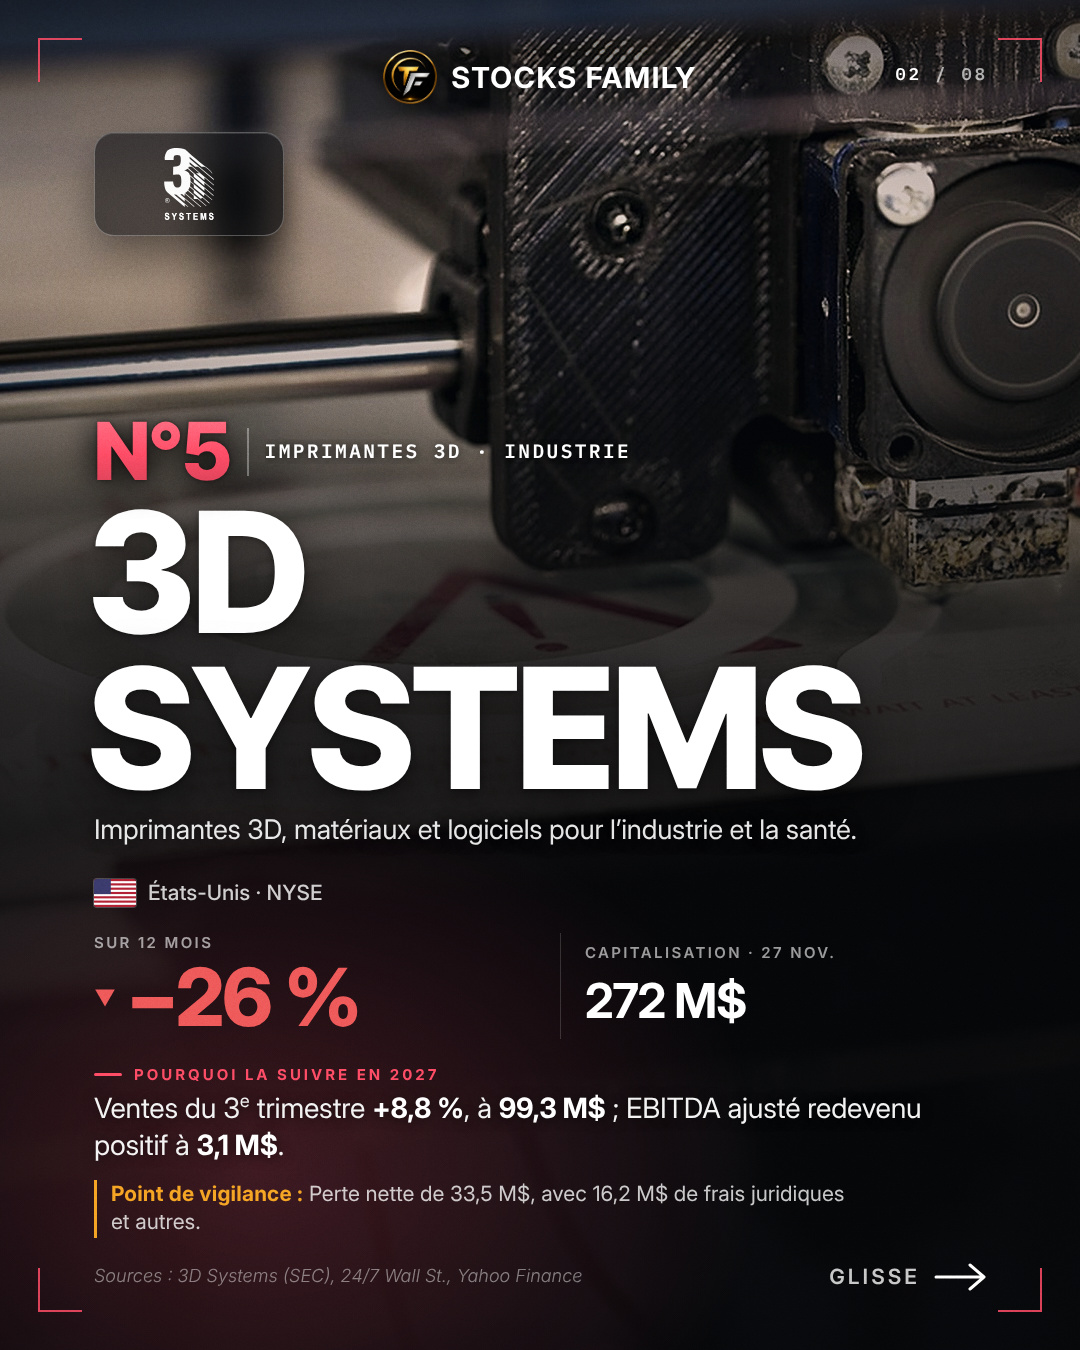 STOCKS FAMILY
02 / 08
3D
SYSTEMS
N°5
IMPRIMANTES 3D · INDUSTRIE
3D
SYSTEMS
Imprimantes 3D, matériaux et logiciels pour l’industrie et la santé.
États-Unis · NYSE
SUR 12 MOIS
▼ –26 %
CAPITALISATION · 27 NOV.
272 M$
POURQUOI LA SUIVRE EN 2027
Ventes du 3e trimestre +8,8 %, à 99,3 M$ ; EBITDA ajusté redevenu
positif à 3,1 M$.
Point de vigilance : Perte nette de 33,5 M$, avec 16,2 M$ de frais juridiques
et autres.
Sources : 3D Systems (SEC), 24/7 Wall St., Yahoo Finance
GLISSE →